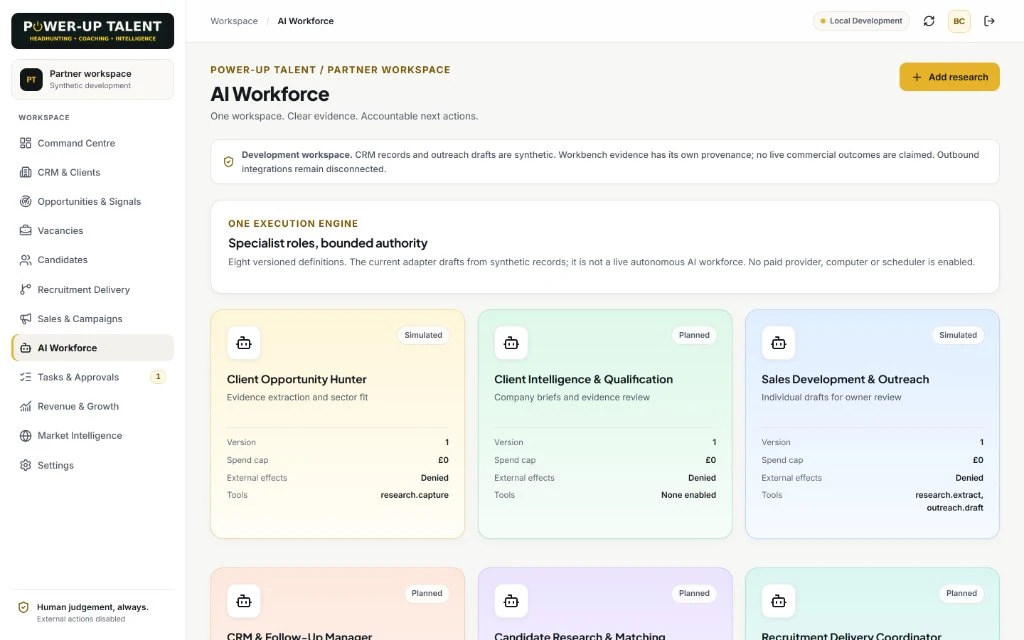 POWER-UP TALENT
HEADHUNTING • COACHING • INTELLIGENCE
PT
Partner workspace
Synthetic development
WORKSPACE
Command Centre
CRM & Clients
Opportunities & Signals
Vacancies
Candidates
Recruitment Delivery
Sales & Campaigns
AI Workforce
Tasks & Approvals
1
Revenue & Growth
Market Intelligence
Settings
Human judgement, always.
External actions disabled
Workspace / AI Workforce
Local Development
BC
POWER-UP TALENT / PARTNER WORKSPACE
AI Workforce
One workspace. Clear evidence. Accountable next actions.
+ Add research
Development workspace. CRM records and outreach drafts are synthetic. Workbench evidence has its own provenance; no live commercial outcomes are claimed. Outbound
integrations remain disconnected.
ONE EXECUTION ENGINE
Specialist roles, bounded authority
Eight versioned definitions. The current adapter drafts from synthetic records; it is not a live autonomous AI workforce. No paid provider, computer or scheduler is enabled.
Simulated
Client Opportunity Hunter
Evidence extraction and sector fit
Version 1
Spend cap £0
External effects Denied
Tools research.capture
Planned
Client Intelligence & Qualification
Company briefs and evidence review
Version 1
Spend cap £0
External effects Denied
Tools None enabled
Simulated
Sales Development & Outreach
Individual drafts for owner review
Version 1
Spend cap £0
External effects Denied
Tools research.extract,
outreach.draft
Planned
CRM & Follow-Up Manager
Planned
Candidate Research & Matching
Planned
Recruitment Delivery Coordinator